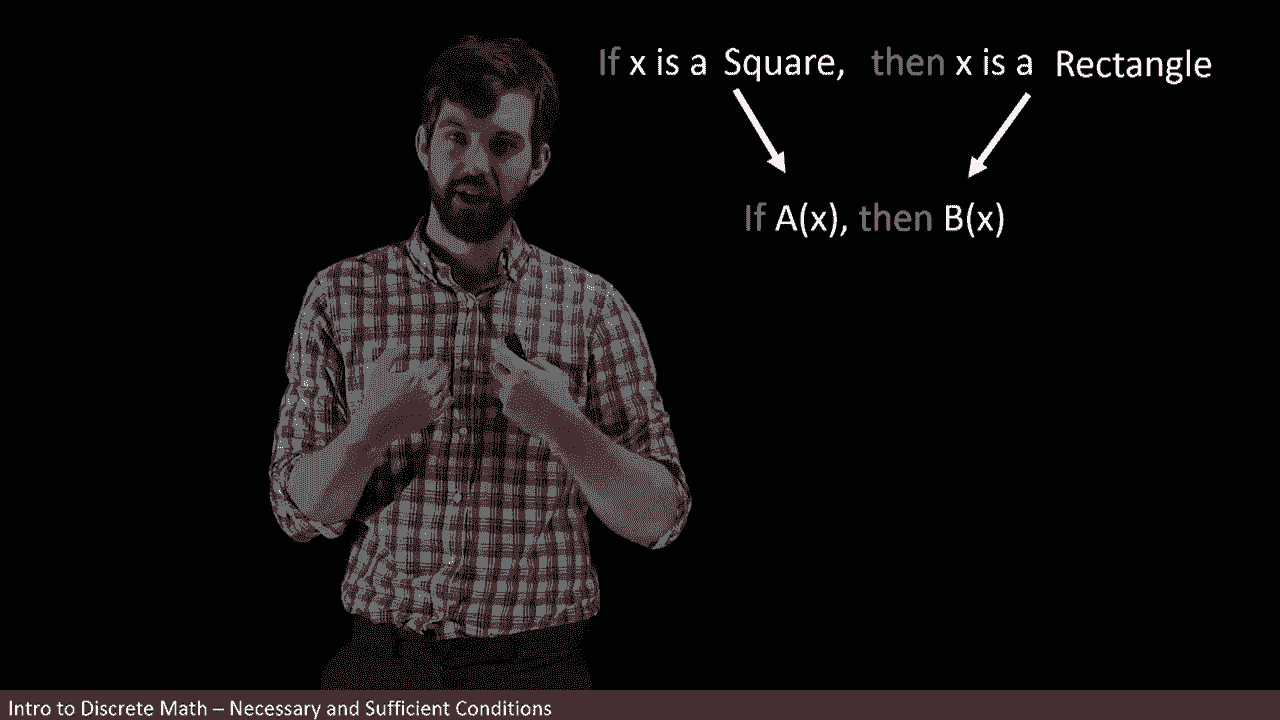 If x is a Square, then x is a Rectangle
If A(x), then B(x)
Intro to Discrete Math – Necessary and Sufficient Conditions